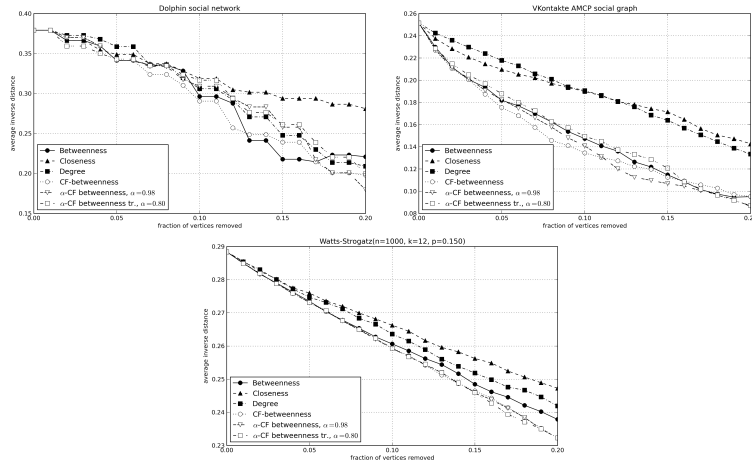 Dolphin social network
0.40
0.35
0.30
0.25
0.20
0.15
average inverse distance
Betweenness
Closeness
Degree
CF-betweenness
α-CF betweenness, α=0.98
α-CF betweenness tr., α=0.80
0.00 0.05 0.10 0.15 0.20
fraction of vertices removed
VKontakte AMCP social graph
0.26
0.24
0.22
0.20
0.18
0.16
0.14
0.12
0.10
0.08
average inverse distance
Betweenness
Closeness
Degree
CF-betweenness
α-CF betweenness, α=0.98
α-CF betweenness tr., α=0.80
0.00 0.05 0.10 0.15 0.20
fraction of vertices removed
Watts-Strogatz(n=1000, k=12, p=0.150)
0.29
0.28
0.27
0.26
0.25
0.24
0.23
average inverse distance
Betweenness
Closeness
Degree
CF-betweenness
α-CF betweenness, α=0.98
α-CF betweenness tr., α=0.80
0.00 0.05 0.10 0.15 0.20
fraction of vertices removed